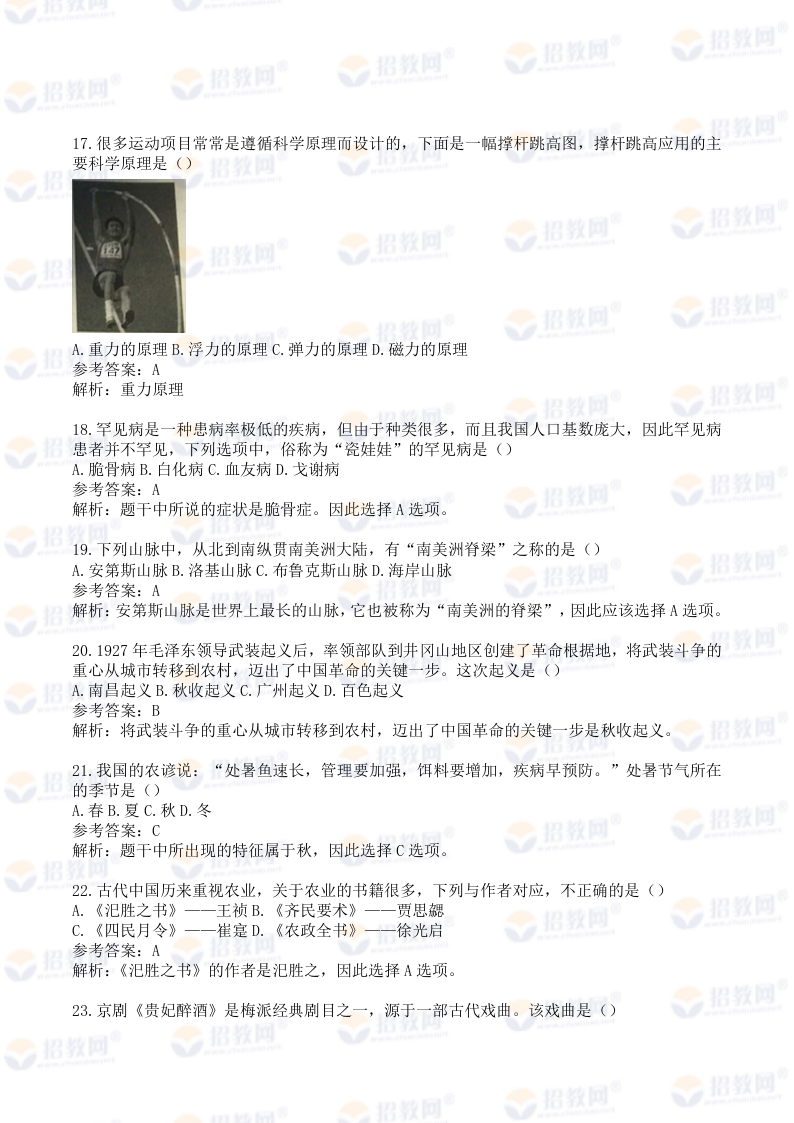 17.很多运动项目常常是遵循科学原理而设计的，下面是一幅撑杆跳高图，撑杆跳高应用的主
要科学原理是（）
147
A.重力的原理 B.浮力的原理 C.弹力的原理 D.磁力的原理
参考答案：A
解析：重力原理
18.罕见病是一种患病率极低的疾病，但由于种类很多，而且我国人口基数庞大，因此罕见病
患者并不罕见，下列选项中，俗称为“瓷娃娃”的罕见病是（）
A.脆骨病 B.白化病 C.血友病 D.戈谢病
参考答案：A
解析：题干中所说的症状是脆骨症。因此选择 A 选项。
19.下列山脉中，从北到南纵贯南美洲大陆，有“南美洲脊梁”之称的是（）
A.安第斯山脉 B.洛基山脉 C.布鲁克斯山脉 D.海岸山脉
参考答案：A
解析：安第斯山脉是世界上最长的山脉，它也被称为“南美洲的脊梁”，因此应该选择 A 选项。
20.1927 年毛泽东领导武装起义后，率领部队到井冈山地区创建了革命根据地，将武装斗争的
重心从城市转移到农村，迈出了中国革命的关键一步。这次起义是（）
A.南昌起义 B.秋收起义 C.广州起义 D.百色起义
参考答案：B
解析：将武装斗争的重心从城市转移到农村，迈出了中国革命的关键一步是秋收起义。
21.我国的农谚说：“处暑鱼速长，管理要加强，饵料要增加，疾病早预防。”处暑节气所在
的季节是（）
A.春 B.夏 C.秋 D.冬
参考答案：C
解析：题干中所出现的特征属于秋，因此选择 C 选项。
22.古代中国历来重视农业，关于农业的书籍很多，下列与作者对应，不正确的是（）
A.《氾胜之书》——王祯 B.《齐民要术》——贾思勰
C.《四民月令》——崔寔 D.《农政全书》——徐光启
参考答案：A
解析：《汜胜之书》的作者是汜胜之，因此选择 A 选项。
23.京剧《贵妃醉酒》是梅派经典剧目之一，源于一部古代戏曲。该戏曲是（）
招教网